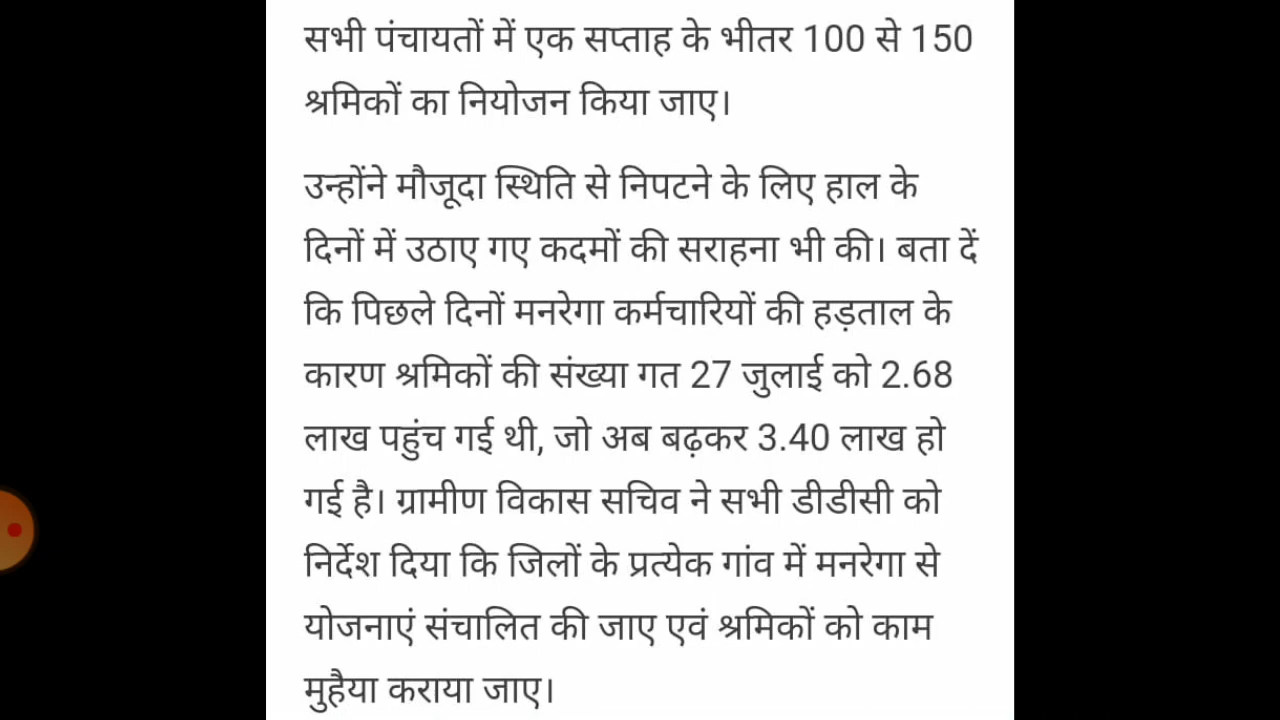 सभी पंचायतों में एक सप्ताह के भीतर 100 से 150
श्रमिकों का नियोजन किया जाए।
उन्होंने मौजूदा स्थिति से निपटने के लिए हाल के
दिनों में उठाए गए कदमों की सराहना भी की। बता दें
कि पिछले दिनों मनरेगा कर्मचारियों की हड़ताल के
कारण श्रमिकों की संख्या गत 27 जुलाई को 2.68
लाख पहुंच गई थी, जो अब बढ़कर 3.40 लाख हो
गई है। ग्रामीण विकास सचिव ने सभी डीडीसी को
निर्देश दिया कि जिलों के प्रत्येक गांव में मनरेगा से
योजनाएं संचालित की जाए एवं श्रमिकों को काम
मुहैया कराया जाए।